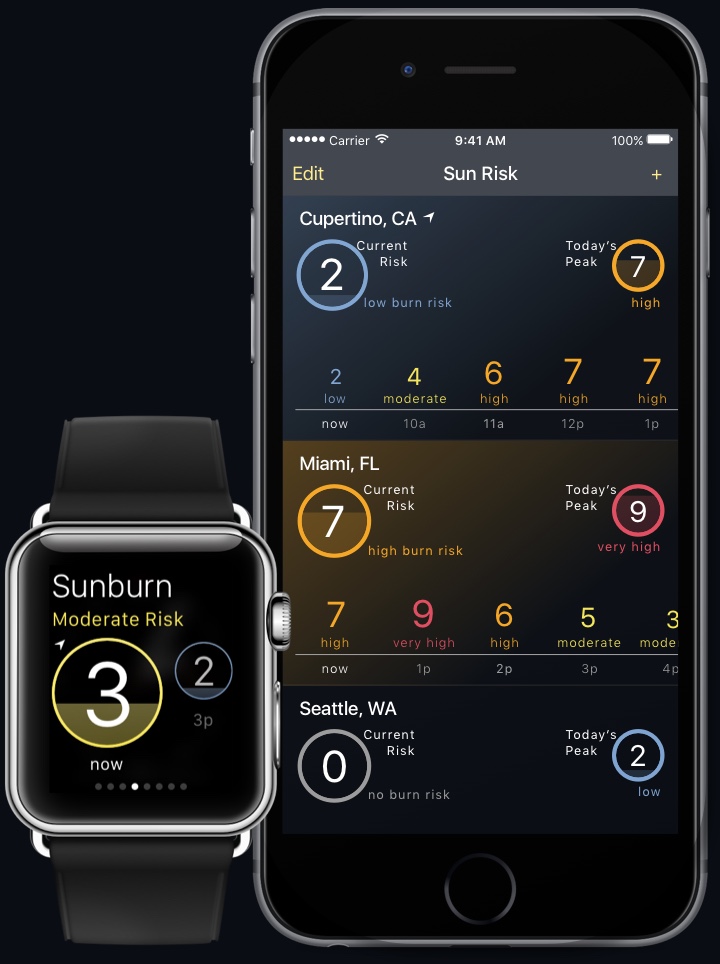 Carrier 9:41 AM 100%
Edit Sun Risk +
Cupertino, CA
Current
Risk
2
low burn risk
Today's
Peak
7
high
2 4 6 7 7
low moderate high high high
now 10a 11a 12p 1p
Miami, FL
Current
Risk
7
high burn risk
Today's
Peak
9
very high
7 9 6 5 3
high very high high moderate mode
now 1p 2p 3p 4p
Seattle, WA
Current
Risk
0
no burn risk
Today's
Peak
2
low
Sunburn
Moderate Risk
3 2
3p
now